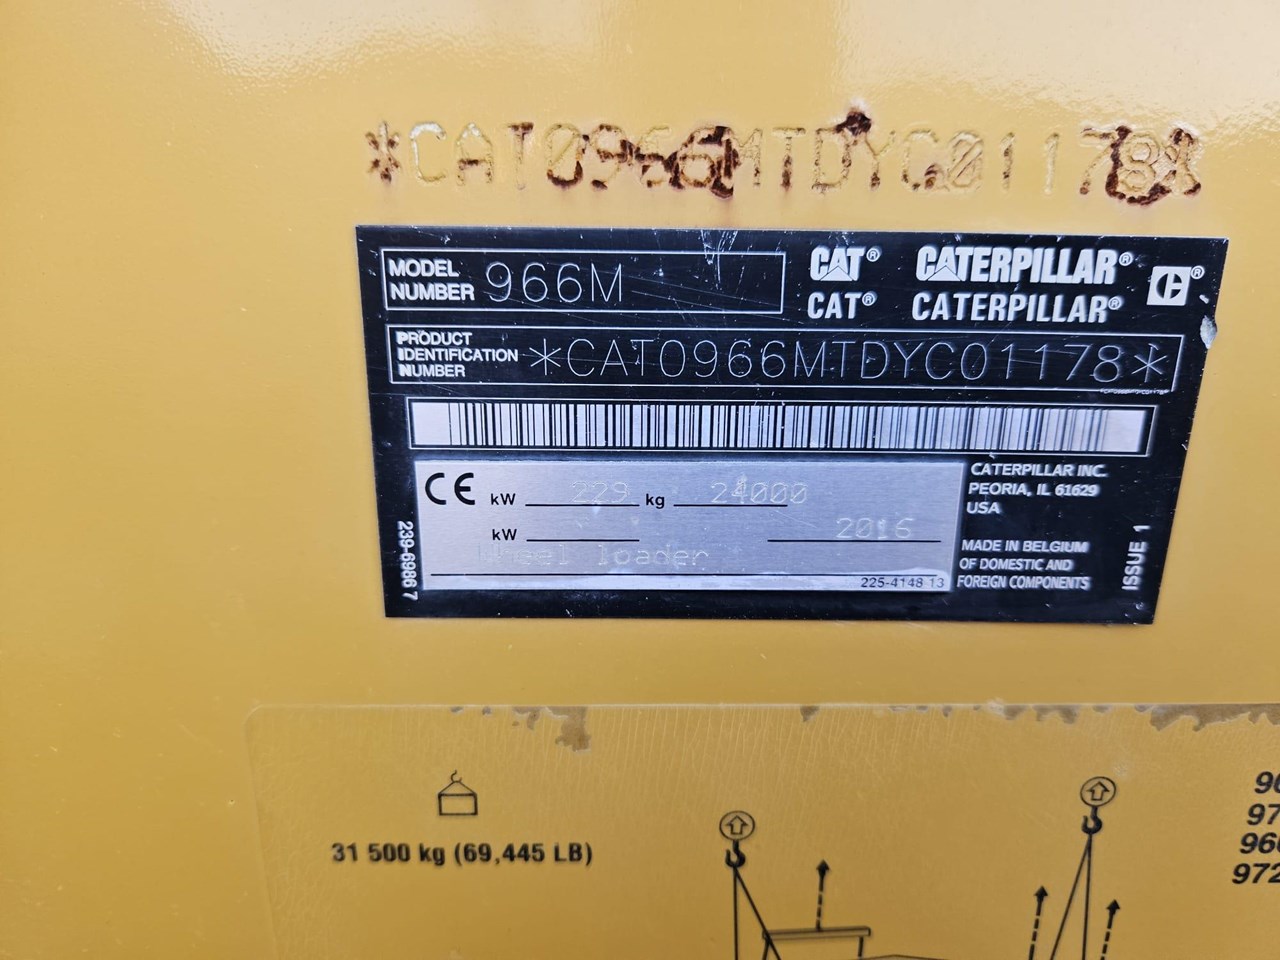 *CAT0966MTDYC01178*
MODEL NUMBER 966M
CAT® CATERPILLAR®
CAT® CATERPILLAR®
PRODUCT IDENTIFICATION NUMBER *CAT0966MTDYC01178*
CE kW 229 kg 24000
kW 2016
Wheel loader
225-4148 13
CATERPILLAR INC.
PEORIA, IL 61629
USA
MADE IN BELGIUM
OF DOMESTIC AND
FOREIGN COMPONENTS
239-6986 7
ISSUE 1
31 500 kg (69,445 LB)
972